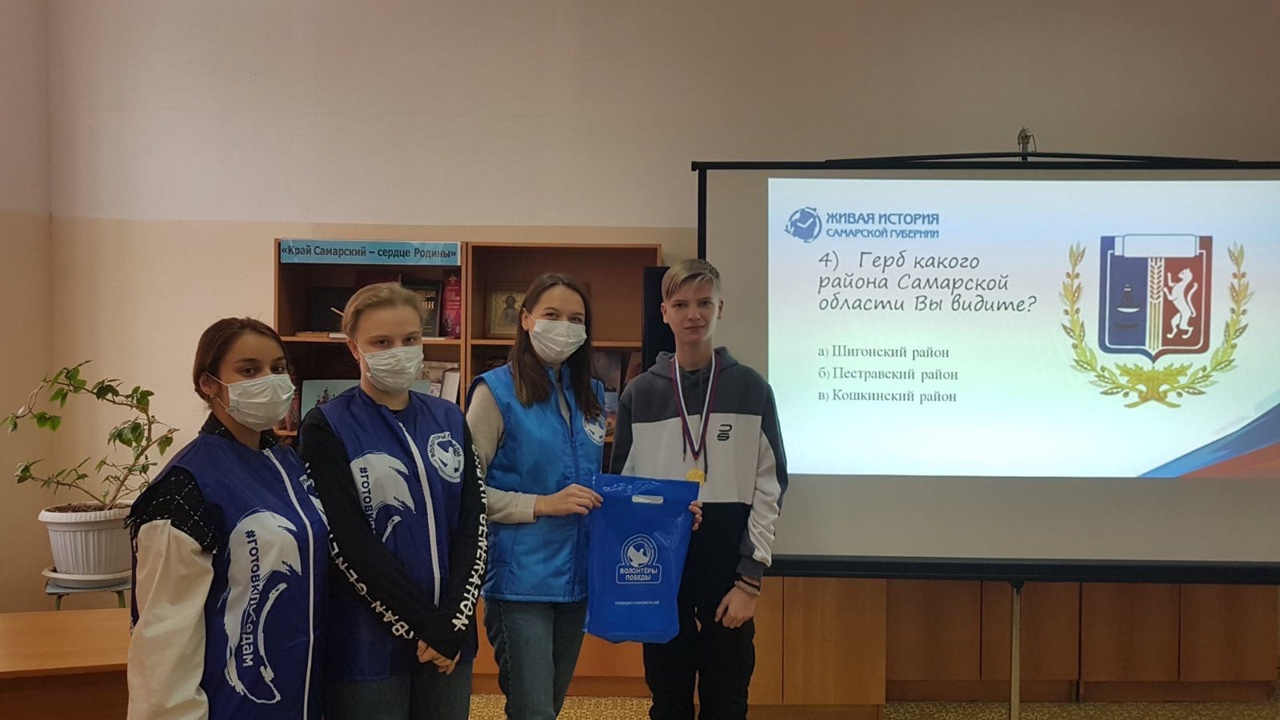 «Край Самарский – сердце Родины»
ЖИВАЯ ИСТОРИЯ
САМАРСКОЙ ГУБЕРНИИ
4) Герб какого
района Самарской
области Вы видите?
а) Шигонский район
б) Пестравский район
в) Кошкинский район
#ГОТОВКПОБЕДАМ
ВОЛОНТЁРЫ
ПОБЕДЫ